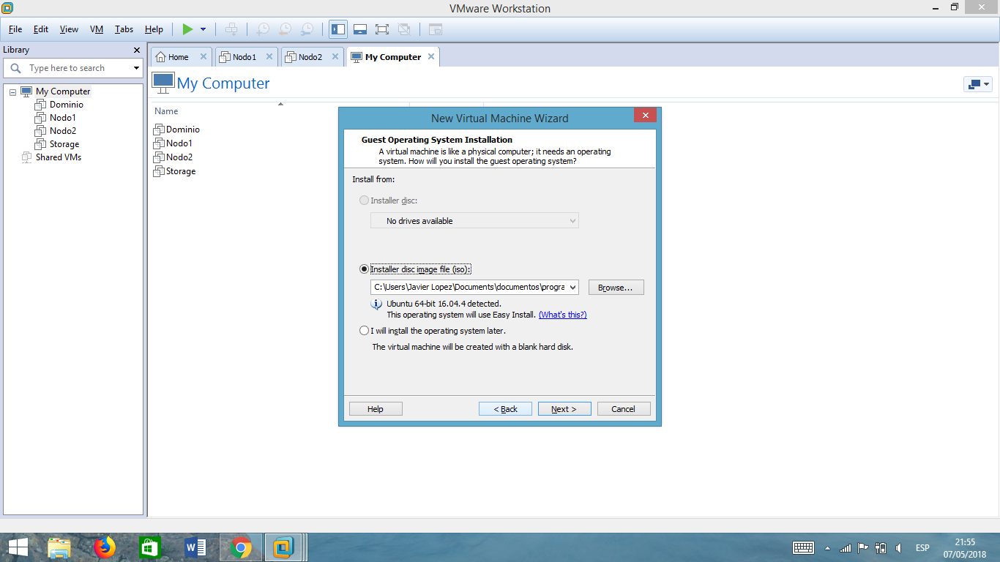 VMware Workstation
File Edit View VM Tabs Help
Library
Type here to search
My Computer
Dominio
Nodo1
Nodo2
Storage
Shared VMs
Home
Nodo1
Nodo2
My Computer
My Computer
Name
Dominio
Nodo1
Nodo2
Storage
New Virtual Machine Wizard
Guest Operating System Installation
A virtual machine is like a physical computer; it needs an operating
system. How will you install the guest operating system?
Install from:
Installer disc:
No drives available
Installer disc image file (iso):
C:\Users\Javier Lopez\Documents\documentos\progra
Browse...
Ubuntu 64-bit 16.04.4 detected.
This operating system will use Easy Install. (What's this?)
I will install the operating system later.
The virtual machine will be created with a blank hard disk.
Help
< Back
Next >
Cancel
ESP
21:55
07/05/2018